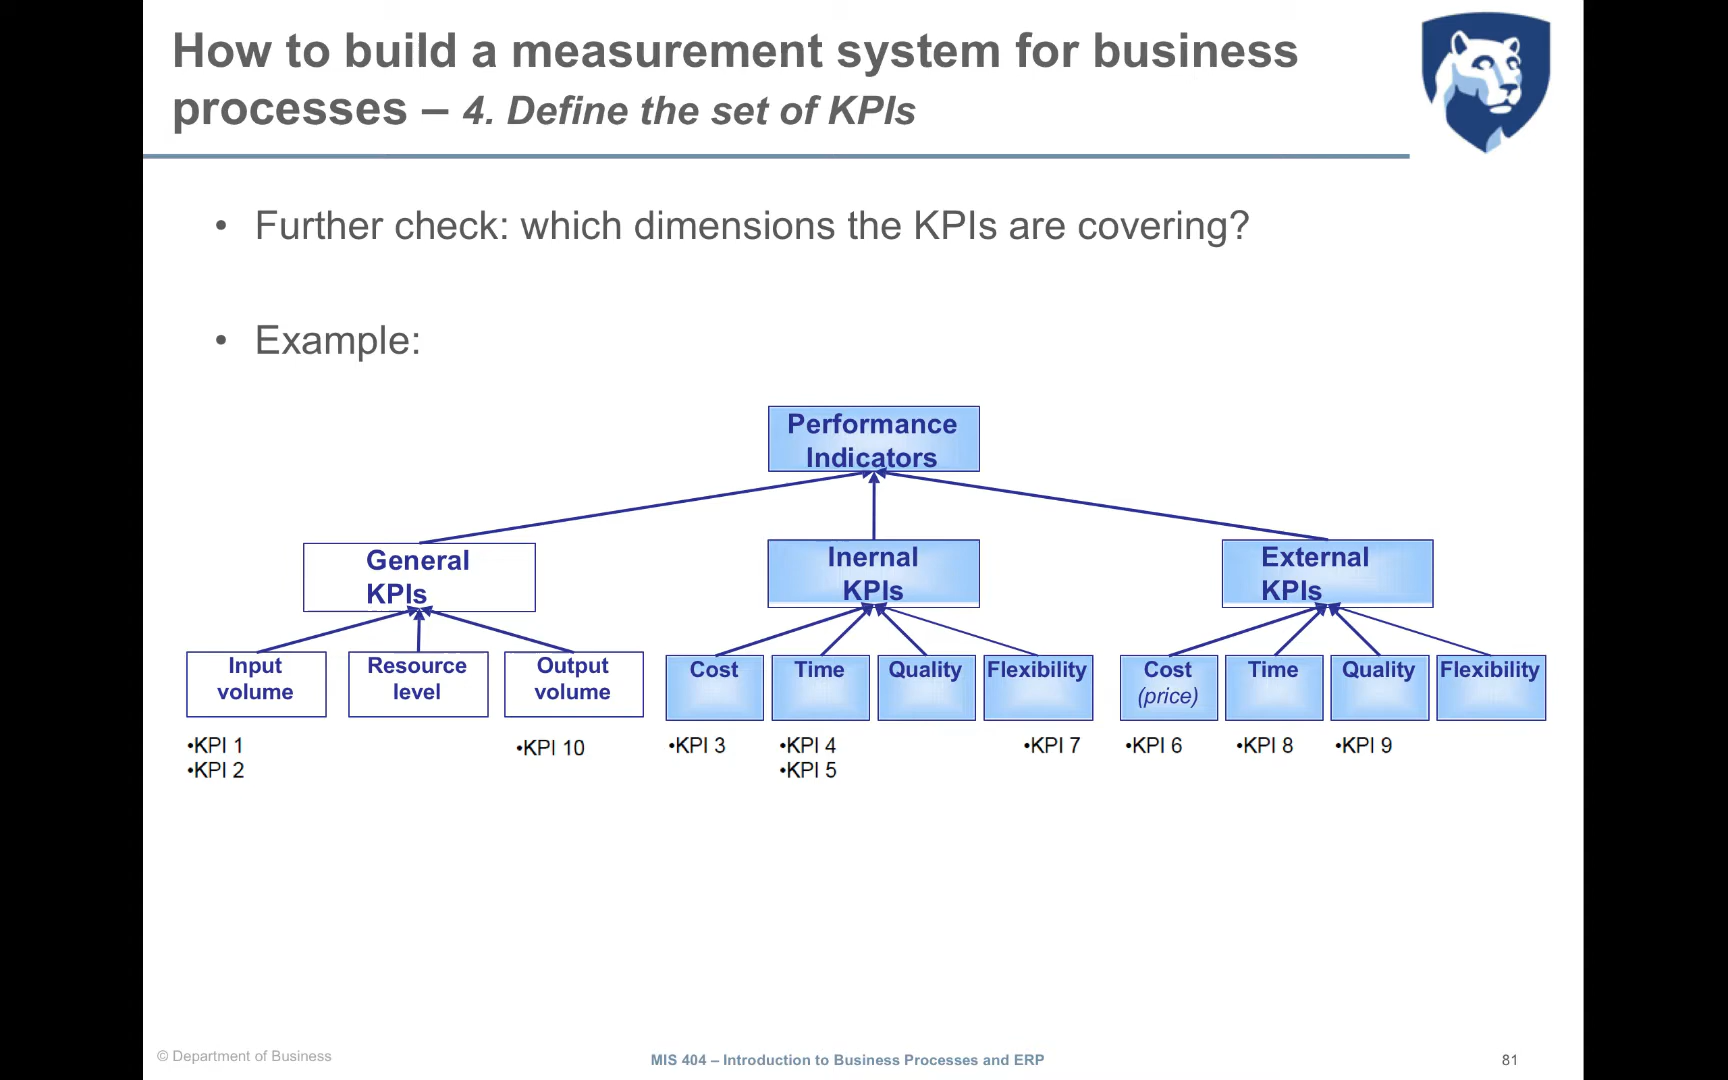 How to build a measurement system for business
processes – 4. Define the set of KPIs
• Further check: which dimensions the KPIs are covering?
• Example:
Performance
Indicators
General
KPIs
Inernal
KPIs
External
KPIs
Input
volume
Resource
level
Output
volume
Cost
Time
Quality
Flexibility
Cost
(price)
Time
Quality
Flexibility
•KPI 1
•KPI 2
•KPI 10
•KPI 3
•KPI 4
•KPI 5
•KPI 7
•KPI 6
•KPI 8
•KPI 9
© Department of Business
MIS 404 – Introduction to Business Processes and ERP
81